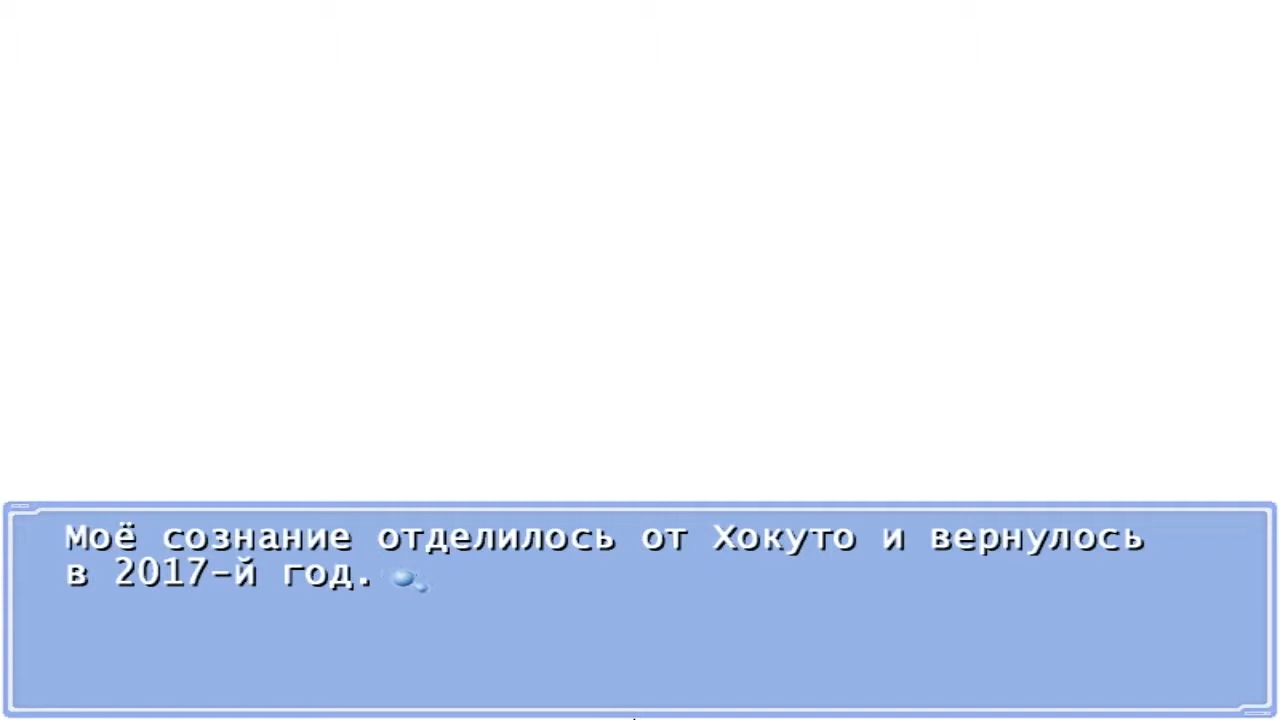 Моё сознание отделилось от Хокуто и вернулось
в 2017-й год.